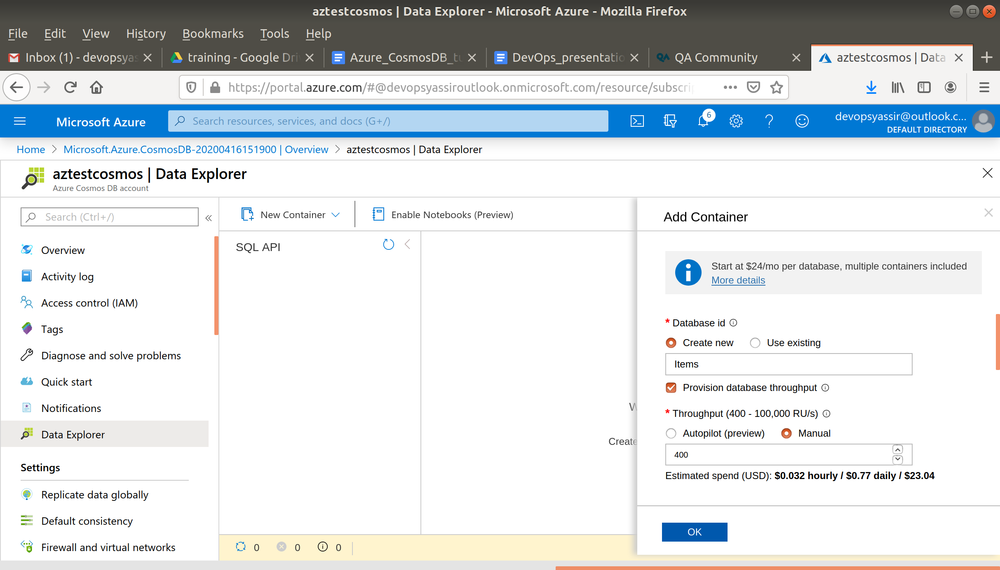 aztestcosmos | Data Explorer - Microsoft Azure - Mozilla Firefox
File Edit View History Bookmarks Tools Help
Inbox (1) - devopsyas
training - Google Dri
Azure_CosmosDB_tu
DevOps_presentatio
QA Community
aztestcosmos | Data
https://portal.azure.com/#@devopsyassiroutlook.onmicrosoft.com/resource/subscrip
Microsoft Azure
Search resources, services, and docs (G+/)
6
devopsyassir@outlook.c...
DEFAULT DIRECTORY
Home > Microsoft.Azure.CosmosDB-20200416151900 | Overview > aztestcosmos | Data Explorer
aztestcosmos | Data Explorer
Azure Cosmos DB account
Search (Ctrl+/)
Overview
Activity log
Access control (IAM)
Tags
Diagnose and solve problems
Quick start
Notifications
Data Explorer
Settings
Replicate data globally
Default consistency
Firewall and virtual networks
New Container
Enable Notebooks (Preview)
SQL API
W
Create
0 0 0
Add Container
Start at $24/mo per database, multiple containers included
More details
* Database id
Create new Use existing
Items
Provision database throughput
* Throughput (400 - 100,000 RU/s)
Autopilot (preview) Manual
400
Estimated spend (USD): $0.032 hourly / $0.77 daily / $23.04
OK